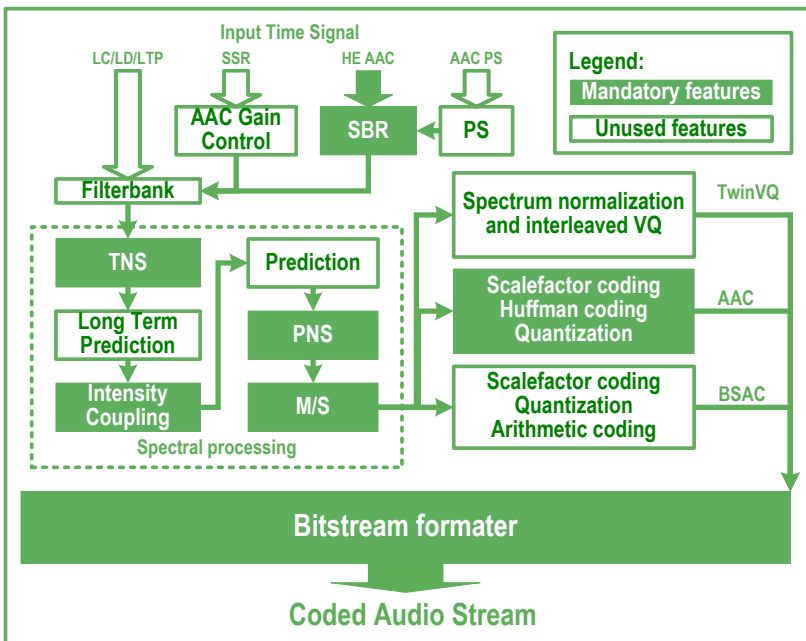 Input Time Signal
LC/LD/LTP
SSR
HE AAC
AAC PS
Legend:
Mandatory features
Unused features
AAC Gain
Control
SBR
PS
Filterbank
Spectrum normalization
and interleaved VQ
TwinVQ
TNS
Prediction
Long Term
Prediction
PNS
Scalefactor coding
Huffman coding
Quantization
AAC
Intensity
Coupling
M/S
Scalefactor coding
Quantization
Arithmetic coding
BSAC
Spectral processing
Bitstream formater
Coded Audio Stream